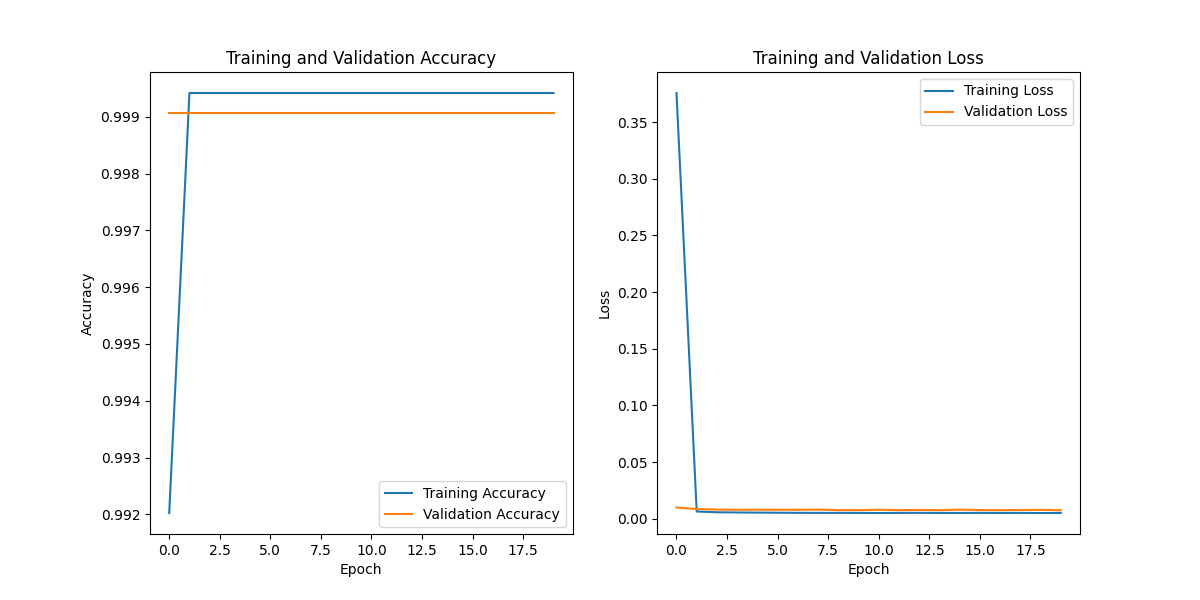 Training and Validation Accuracy
Accuracy
0.999
0.998
0.997
0.996
0.995
0.994
0.993
0.992
Training Accuracy
Validation Accuracy
0.0 2.5 5.0 7.5 10.0 12.5 15.0 17.5
Epoch
Training and Validation Loss
Loss
0.35
0.30
0.25
0.20
0.15
0.10
0.05
0.00
Training Loss
Validation Loss
0.0 2.5 5.0 7.5 10.0 12.5 15.0 17.5
Epoch